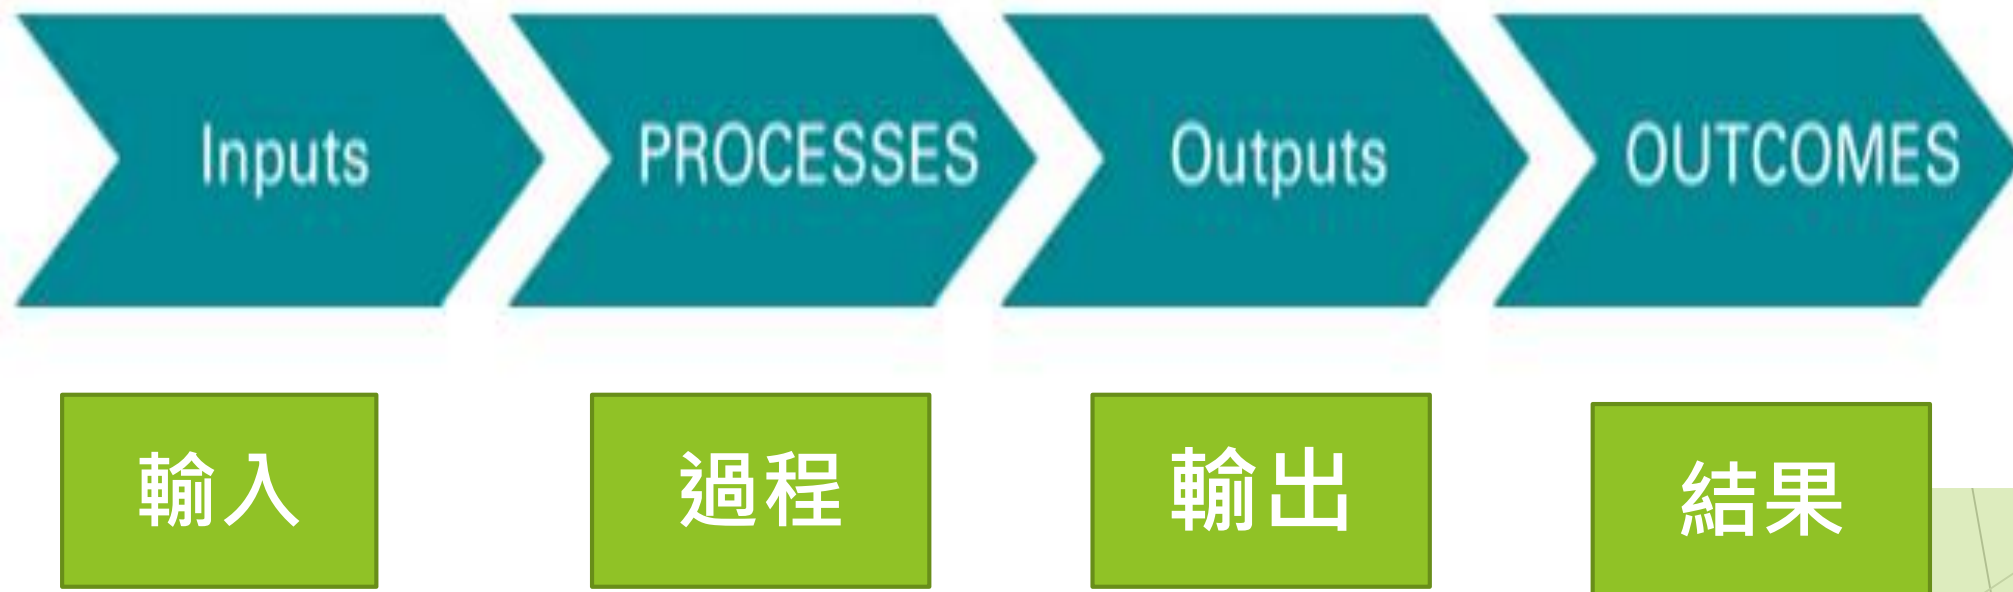 Inputs
PROCESSES
Outputs
OUTCOMES
輸入
過程
輸出
結果